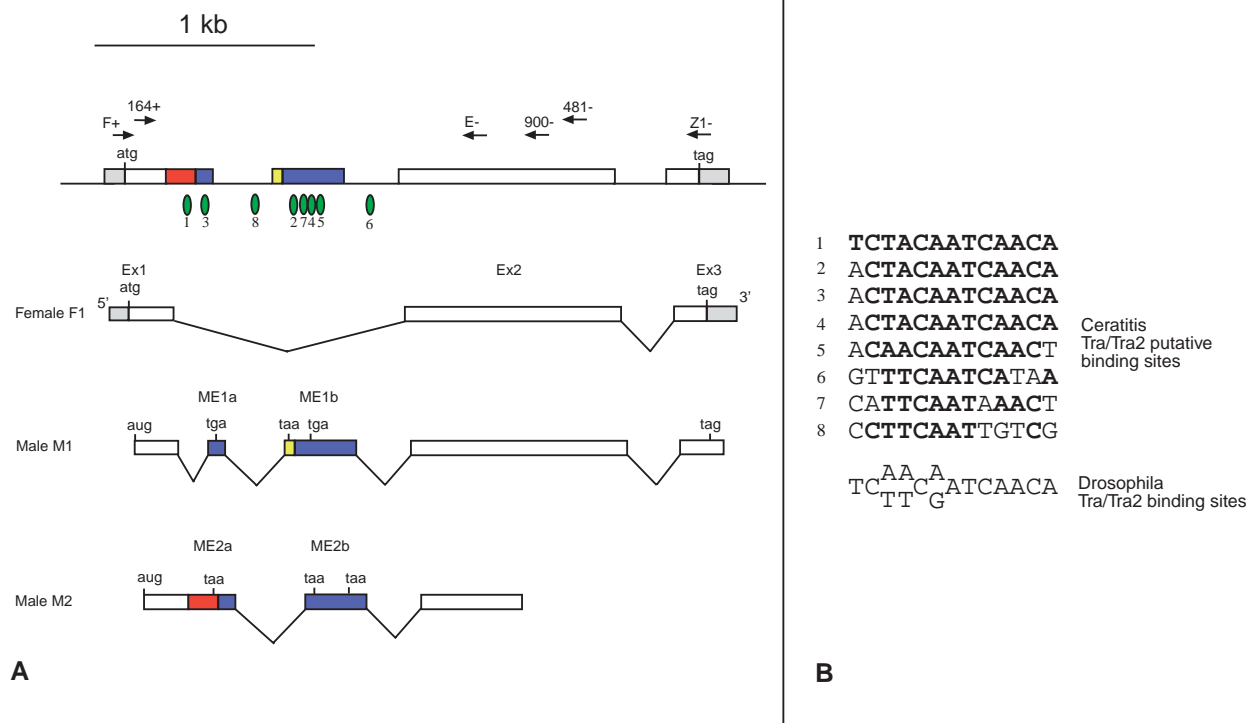 1 kb
F+ 164+ E- 900- 481- Z1-
atg tag
1 3 8 2 7 4 5 6
Ex1 Ex2 Ex3
atg tag
Female F1 5’ 3’
ME1a ME1b
aug tga taa tga tag
Male M1
ME2a ME2b
aug taa taa taa
Male M2
A
1 TCTACAATCAACA
2 ACTACAATCAACA
3 ACTACAATCAACA
4 ACTACAATCAACA
5 ACAACAATCAACT
6 GTTTCAATCATAA
7 CATTCAATAAACT
8 CCTTCAATTGTCG
Ceratitis
Tra/Tra2 putative
binding sites
AA A
TC C ATCAACA
TT G
Drosophila
Tra/Tra2 binding sites
B